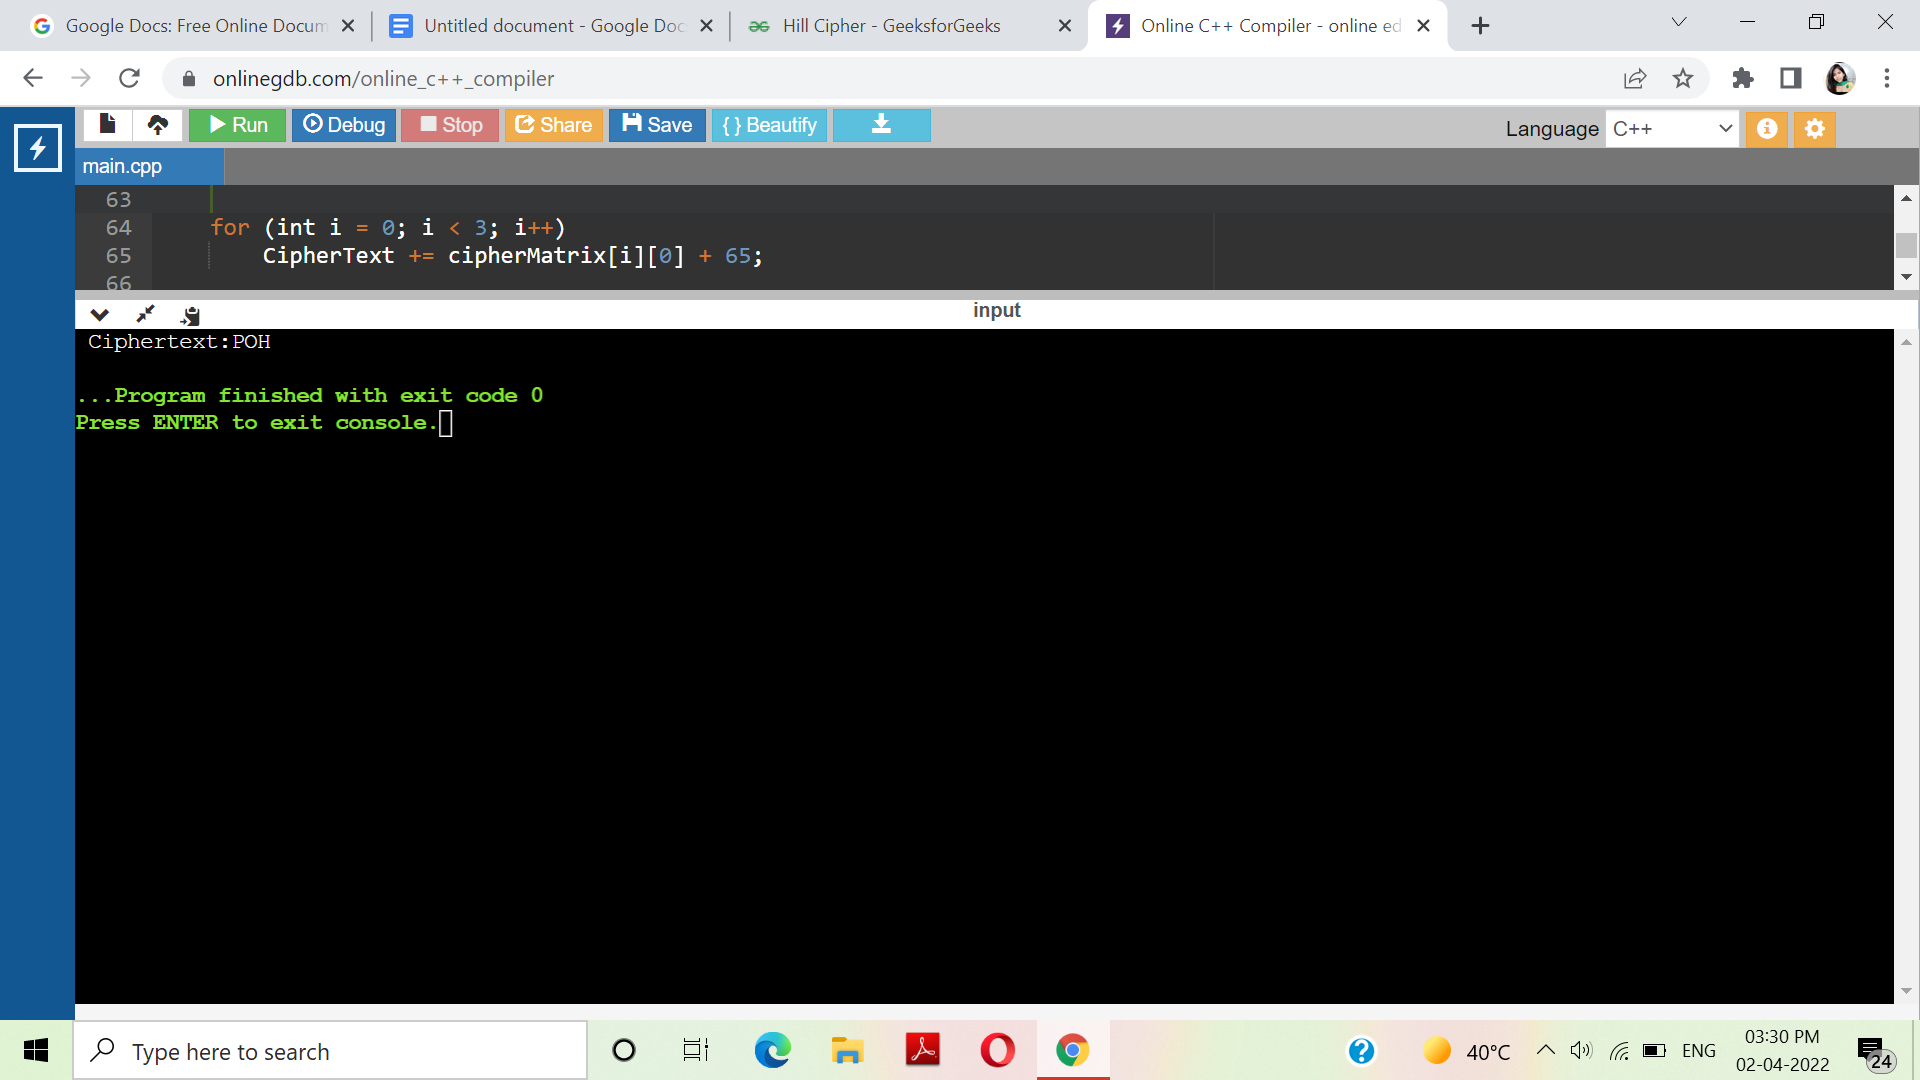 Google Docs: Free Online Docum
Untitled document - Google Doc
Hill Cipher - GeeksforGeeks
Online C++ Compiler - online ed
onlinegdb.com/online_c++_compiler
Run
Debug
Stop
Share
Save
{ } Beautify
Language C++
main.cpp
63
64 for (int i = 0; i < 3; i++)
65 CipherText += cipherMatrix[i][0] + 65;
66
input
Ciphertext:POH
...Program finished with exit code 0
Press ENTER to exit console.
Type here to search
40°C
ENG
03:30 PM
02-04-2022
24